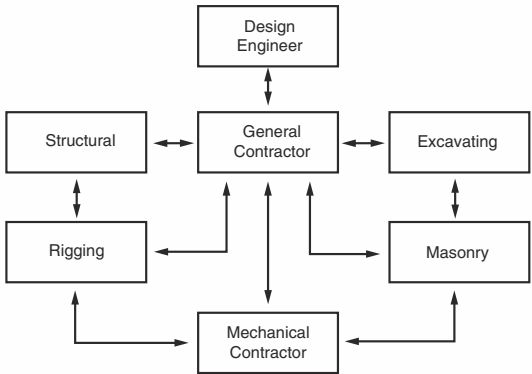 Design
Engineer
Structural
General
Contractor
Excavating
Rigging
Masonry
Mechanical
Contractor